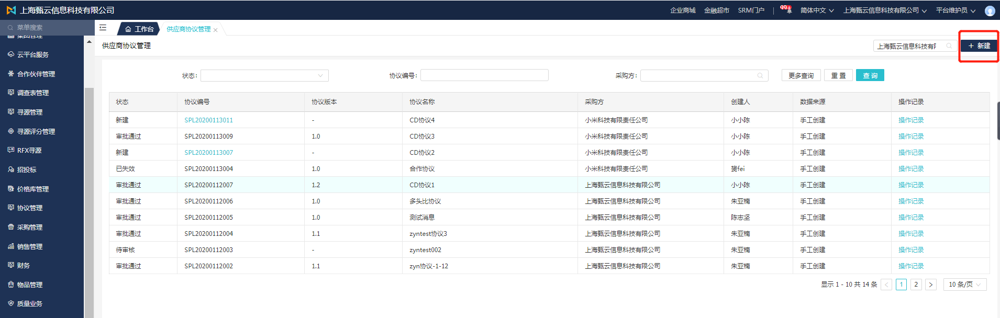 上海甄云信息科技有限公司
企业商城 金融超市 SRM门户 | 99+ 简体中文 上海甄云信息科技有限公司 平台维护员
菜单搜索
工作台 供应商协议管理
集团管理
云平台服务
合作伙伴管理
调查表管理
寻源管理
寻源评分管理
RFX寻源
招投标
价格库管理
协议管理
采购管理
销售管理
财务
物品管理
质量业务
供应商协议管理
上海甄云信息科技有限 + 新建
状态: 协议编号: 采购方: 更多查询 重置 查询
状态 协议编号 协议版本 协议名称 采购方 创建人 数据来源 操作记录
新建 SPL20200113011 - CD协议4 小米科技有限责任公司 小小陈 手工创建 操作记录
审批通过 SPL20200113009 1.0 CD协议3 小米科技有限责任公司 小小陈 手工创建 操作记录
新建 SPL20200113007 - CD协议2 小米科技有限责任公司 小小陈 手工创建 操作记录
已失效 SPL20200113004 1.0 合作协议 小米科技有限责任公司 fei 手工创建 操作记录
审批通过 SPL20200112007 1.2 CD协议1 上海甄云信息科技有限公司 小小陈 手工创建 操作记录
审批通过 SPL20200112006 1.0 多头比协议 上海甄云信息科技有限公司 朱亚楠 手工创建 操作记录
审批通过 SPL20200112005 1.0 测试消息 上海甄云信息科技有限公司 陈志坚 手工创建 操作记录
审批通过 SPL20200112004 1.1 zyntest协议3 上海甄云信息科技有限公司 朱亚楠 手工创建 操作记录
待审核 SPL20200112003 - zyntest002 上海甄云信息科技有限公司 朱亚楠 手工创建 操作记录
审批通过 SPL20200112002 1.1 zyn协议-1-12 上海甄云信息科技有限公司 朱亚楠 手工创建 操作记录
显示 1 - 10 共 14 条 < 1 2 > 10 条/页